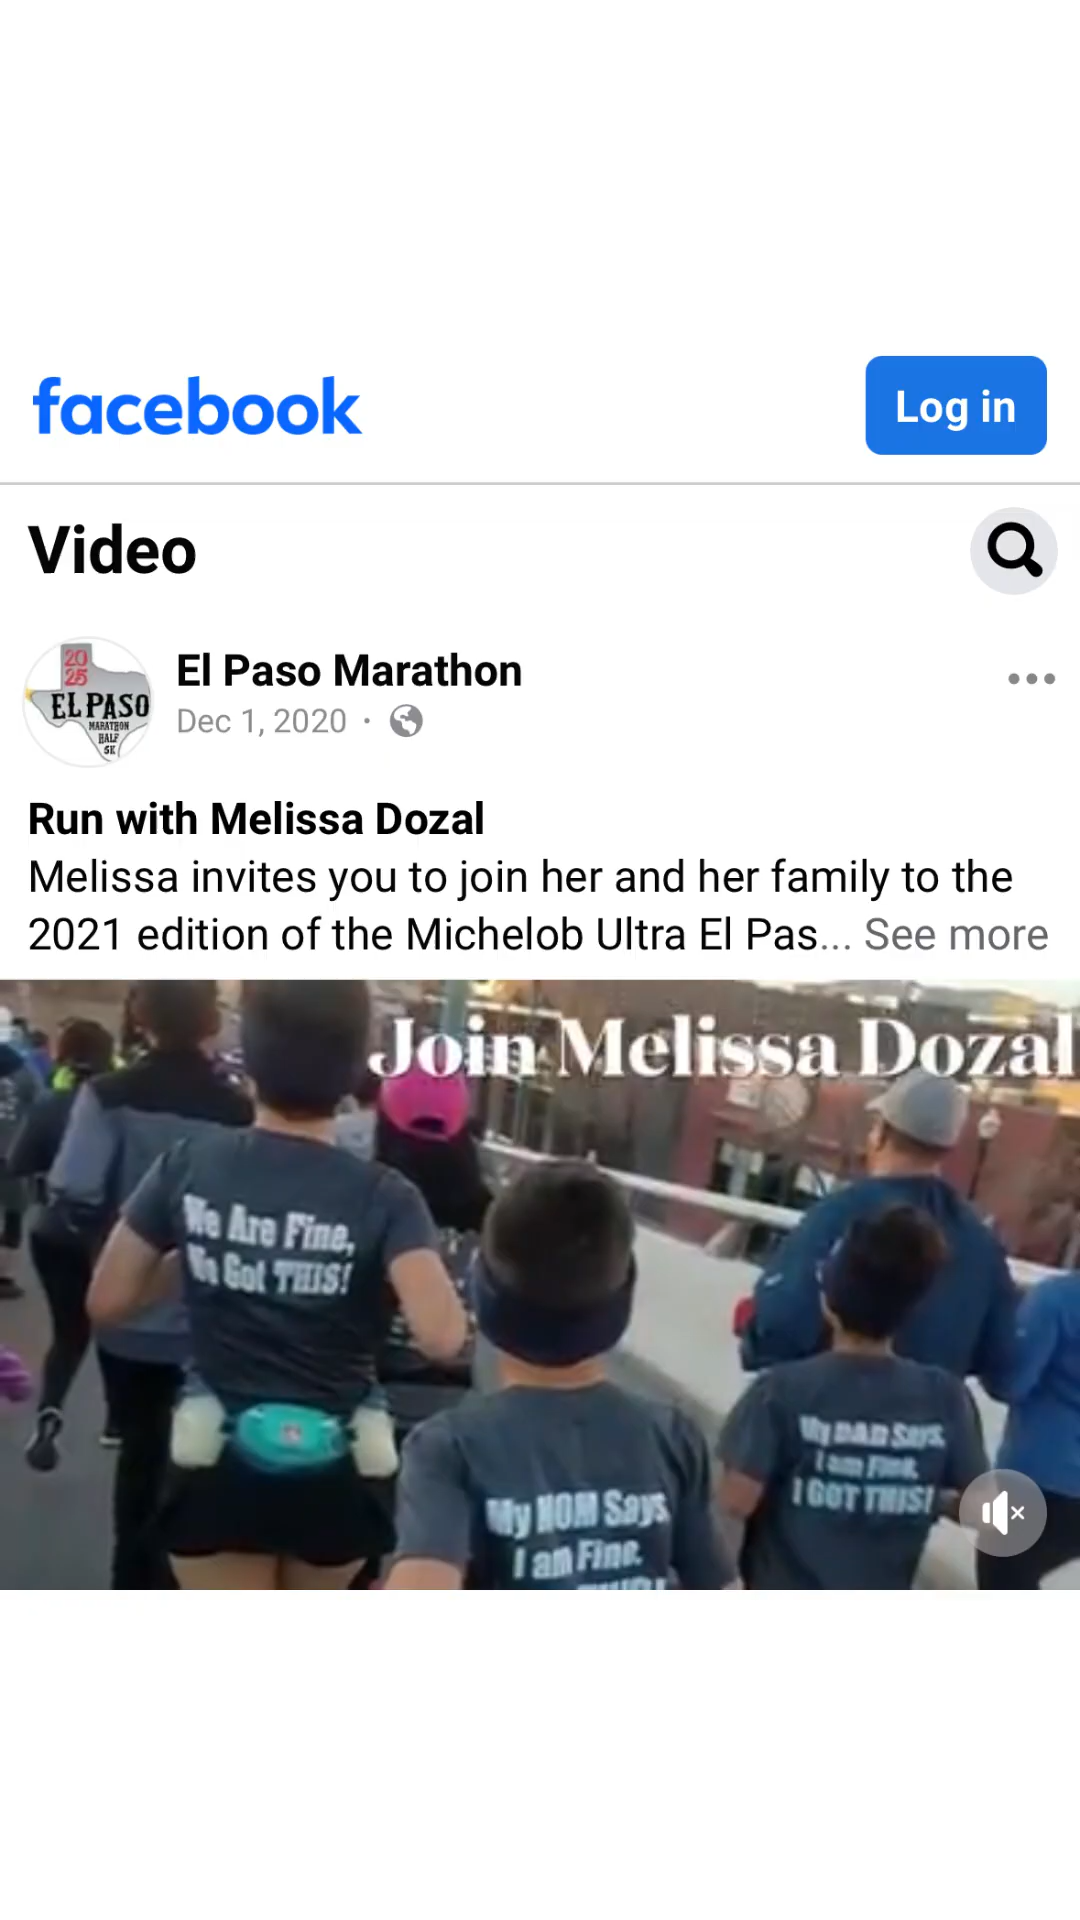 facebook
Log in
Video
20
25
EL PASO
MARATHON
HALF
5K
El Paso Marathon
Dec 1, 2020 ·
Run with Melissa Dozal
Melissa invites you to join her and her family to the
2021 edition of the Michelob Ultra El Pas... See more
Join Melissa Dozal
We Are Fine,
We Got THIS!
My MOM Says,
I am Fine.
My DAD Says,
I am Fine.
I GOT THIS!